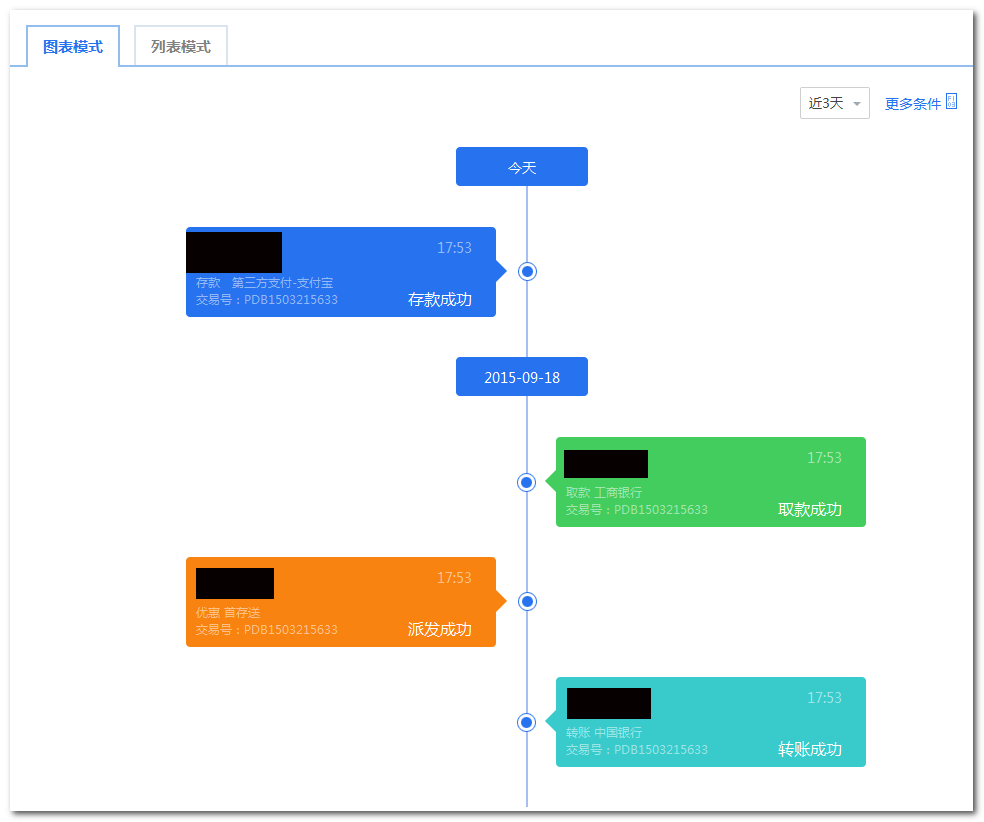 图表模式 列表模式
近3天 更多条件
今天
17:53
存款 第三方支付-支付宝
交易号：PDB1503215633 存款成功
2015-09-18
17:53
取款 工商银行
交易号：PDB1503215633 取款成功
17:53
优惠 首存送
交易号：PDB1503215633 派发成功
17:53
转账 中国银行
交易号：PDB1503215633 转账成功